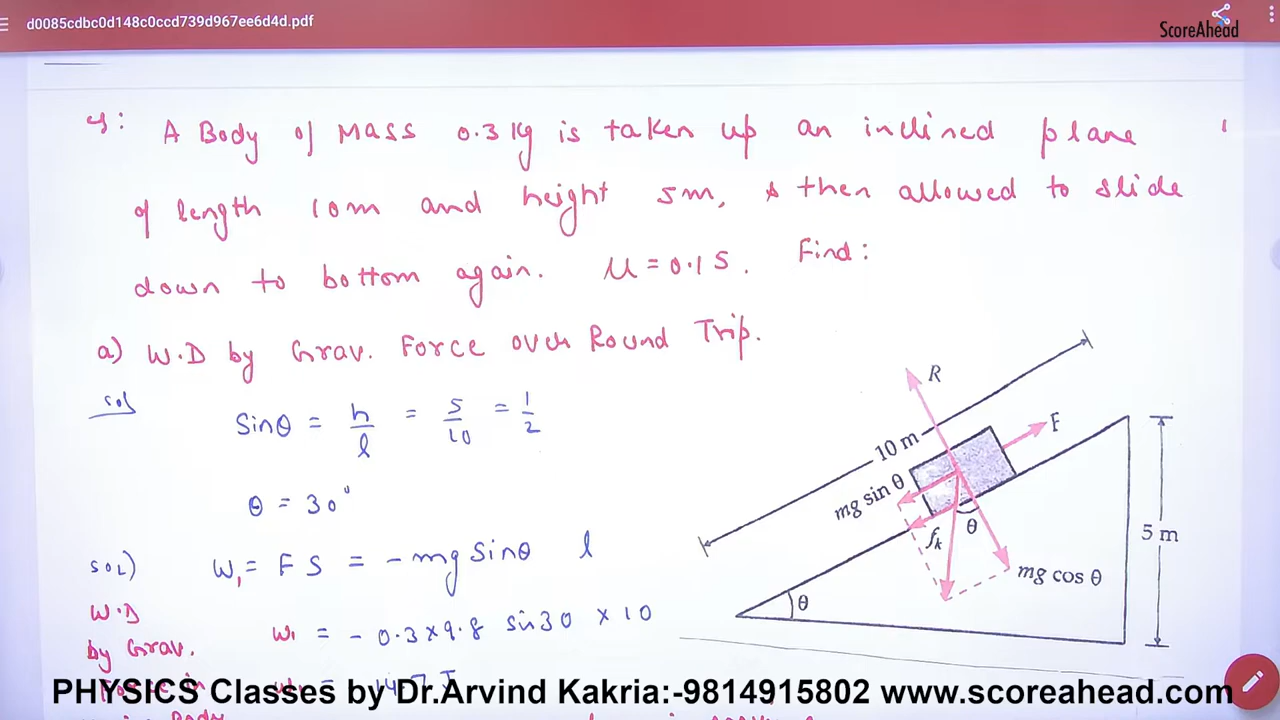 d0085cdbc0d148c0ccd739d967ee6d4d.pdf
ScoreAhead
A Body of Mass 0.3 Kg is taken up an inclined plane
of length 10m and height 5m, & then allowed to slide
down to bottom again. μ = 0.15. Find:
a) W.D by Grav. Force over Round Trip.
Sol
Sinθ = h/l = 5/10 = 1/2
θ = 30°
Sol) W₁ = F S = - mg Sinθ l
W.D
W₁ = - 0.3 × 9.8 sin30 × 10
by Grav.
R
F
10 m
mg sin θ
fk
θ
mg cos θ
5 m
θ
PHYSICS Classes by Dr.Arvind Kakria:-9814915802 www.scoreahead.com